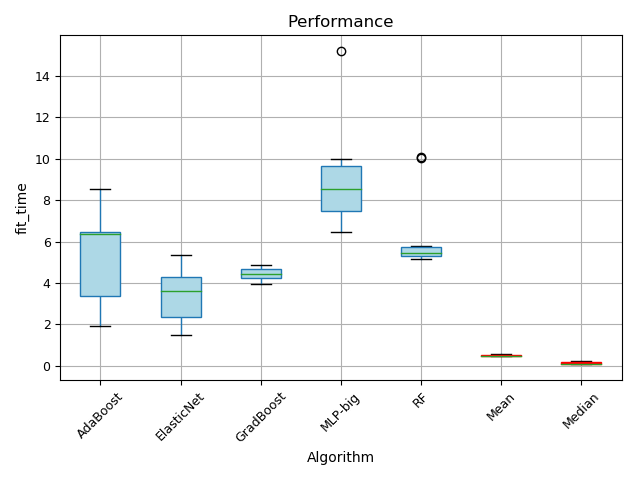 Performance
fit_time
14
12
10
8
6
4
2
0
AdaBoost
ElasticNet
GradBoost
MLP-big
RF
Mean
Median
Algorithm